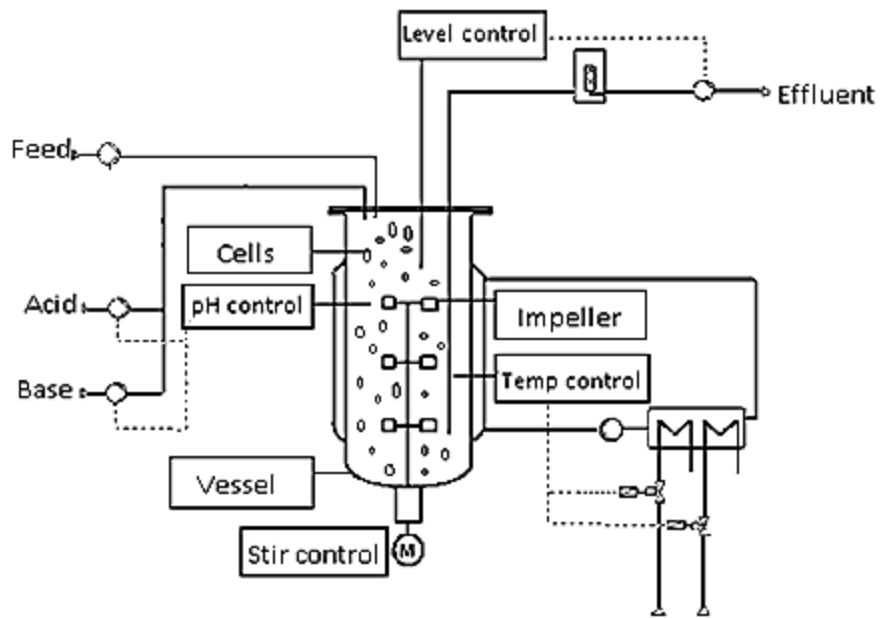 Level control
Effluent
Feed
Cells
Acid
pH control
Impeller
Base
Temp control
Vessel
Stir control
M